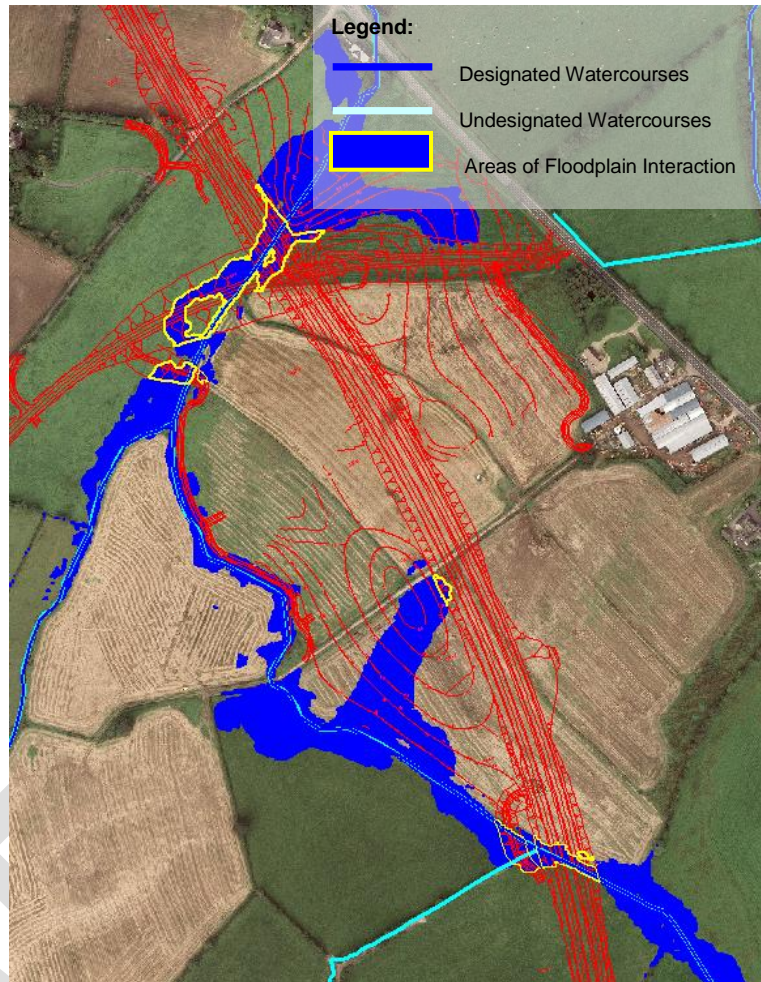 Legend:
Designated Watercourses
Undesignated Watercourses
Areas of Floodplain Interaction